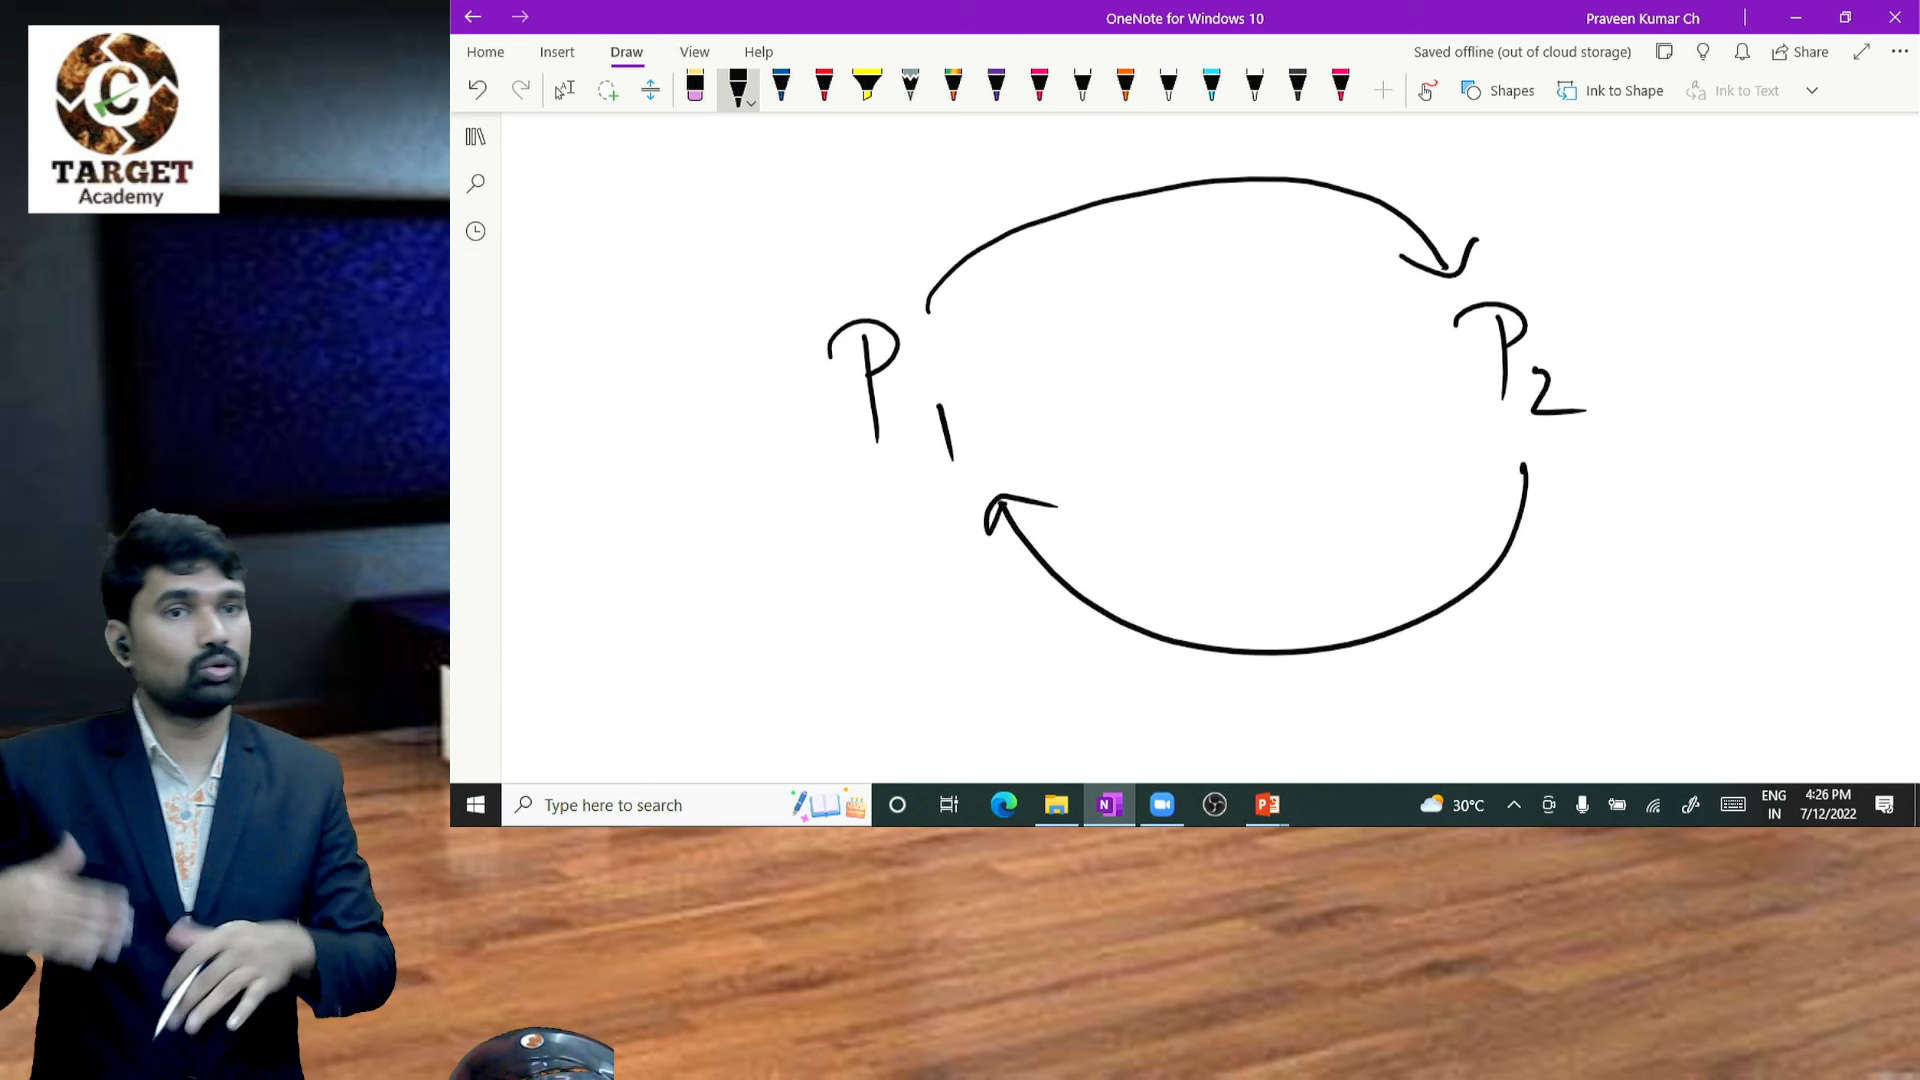 TARGET
Academy
OneNote for Windows 10
Praveen Kumar Ch
Home Insert Draw View Help
Saved offline (out of cloud storage)
Share
Shapes
Ink to Shape
Ink to Text
P1
P2
Type here to search
30°C
ENG
IN
4:26 PM
7/12/2022